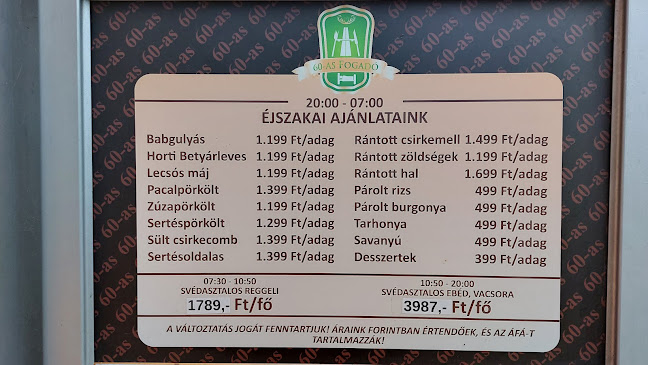 60-AS FOGADÓ
20:00 - 07:00
ÉJSZAKAI AJÁNLATAINK
Babgulyás 1.199 Ft/adag
Horti Betyárleves 1.199 Ft/adag
Lecsós máj 1.199 Ft/adag
Pacalpörkölt 1.399 Ft/adag
Zúzapörkölt 1.199 Ft/adag
Sertéspörkölt 1.299 Ft/adag
Sült csirkecomb 1.399 Ft/adag
Sertésoldalas 1.399 Ft/adag
Rántott csirkemell 1.499 Ft/adag
Rántott zöldségek 1.199 Ft/adag
Rántott hal 1.699 Ft/adag
Párolt rizs 499 Ft/adag
Párolt burgonya 499 Ft/adag
Tarhonya 499 Ft/adag
Savanyú 499 Ft/adag
Desszertek 399 Ft/adag
07:30 - 10:50
SVÉDASZTALOS REGGELI
1789,- Ft/fő
10:50 - 20:00
SVÉDASZTALOS EBÉD, VACSORA
3987,- Ft/fő
A VÁLTOZTATÁS JOGÁT FENNTARTJUK! ÁRAINK FORINTBAN ÉRTENDŐEK, ÉS AZ ÁFÁ-T
TARTALMAZZÁK!